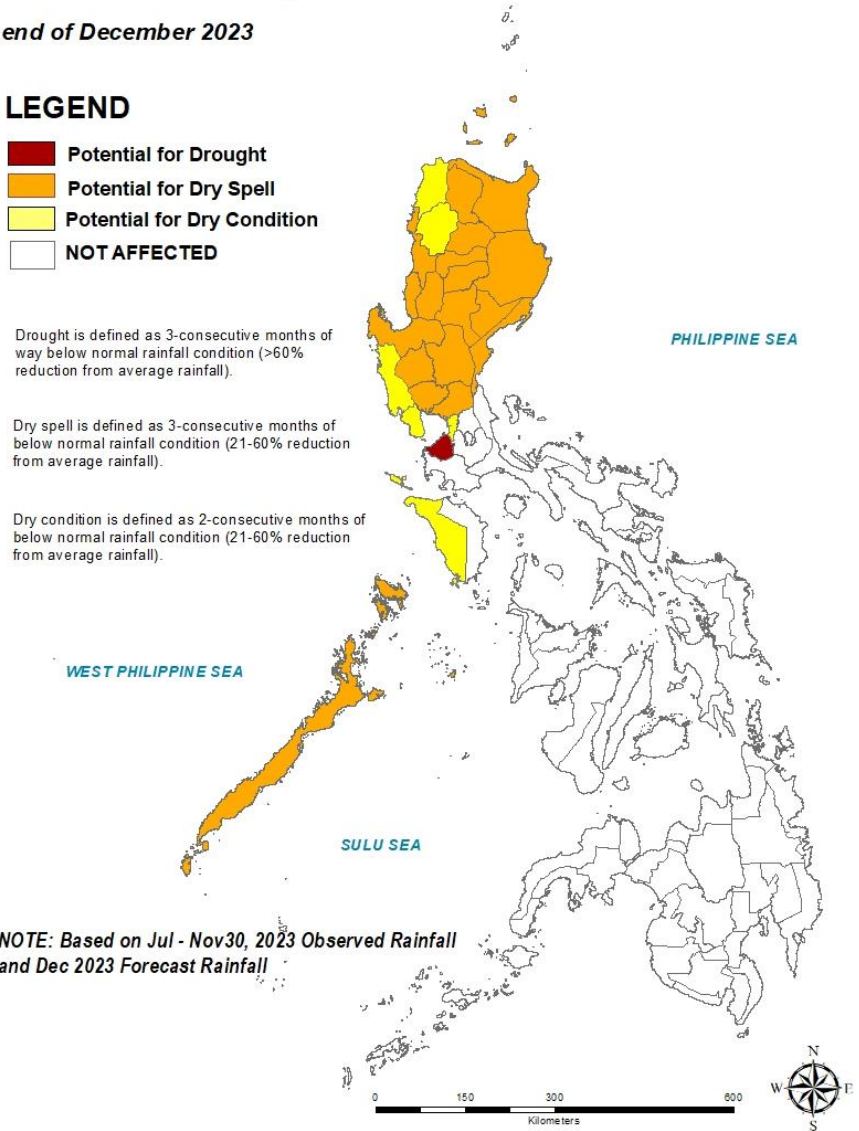 end of December 2023
LEGEND
Potential for Drought
Potential for Dry Spell
Potential for Dry Condition
NOT AFFECTED
Drought is defined as 3-consecutive months of
way below normal rainfall condition (>60%
reduction from average rainfall).
Dry spell is defined as 3-consecutive months of
below normal rainfall condition (21-60% reduction
from average rainfall).
Dry condition is defined as 2-consecutive months of
below normal rainfall condition (21-60% reduction
from average rainfall).
PHILIPPINE SEA
WEST PHILIPPINE SEA
SULU SEA
NOTE: Based on Jul - Nov30, 2023 Observed Rainfall
and Dec 2023 Forecast Rainfall
N
W E
S
0 150 300 600
Kilometers